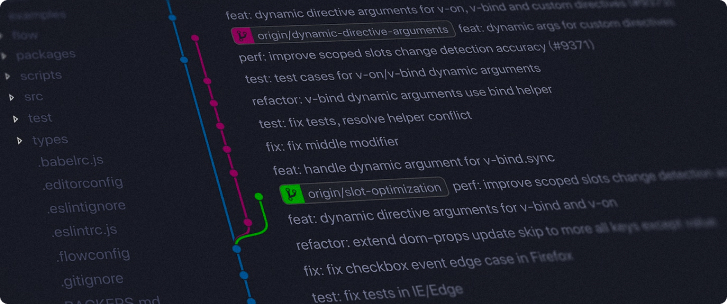 examples
flow
packages
scripts
src
test
types
.babelrc.js
.editorconfig
.eslintignore
.eslintrc.js
.flowconfig
.gitignore
BACKERS.md
feat: dynamic directive arguments for v-on, v-bind and custom directives (#9373)
origin/dynamic-directive-arguments feat: dynamic args for custom directives
perf: improve scoped slots change detection accuracy (#9371)
test: test cases for v-on/v-bind dynamic arguments
refactor: v-bind dynamic arguments use bind helper
test: fix tests, resolve helper conflict
fix: fix middle modifier
feat: handle dynamic argument for v-bind.sync
origin/slot-optimization perf: improve scoped slots change detection
feat: dynamic directive arguments for v-bind and v-on
refactor: extend dom-props update skip to more all keys except value
fix: fix checkbox event edge case in Firefox
test: fix tests in IE/Edge